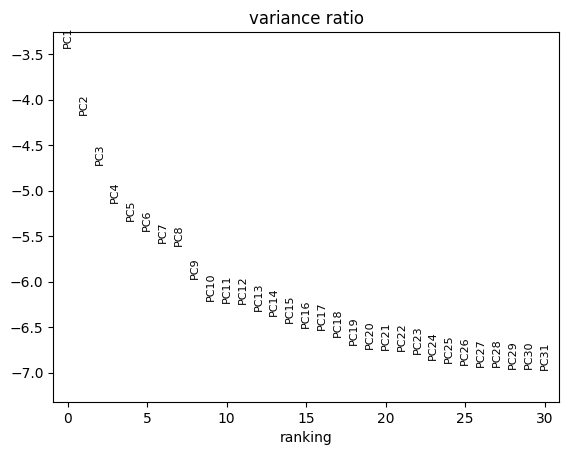 variance ratio
−3.5
−4.0
−4.5
−5.0
−5.5
−6.0
−6.5
−7.0
PC1
PC2
PC3
PC4
PC5
PC6
PC7
PC8
PC9
PC10
PC11
PC12
PC13
PC14
PC15
PC16
PC17
PC18
PC19
PC20
PC21
PC22
PC23
PC24
PC25
PC26
PC27
PC28
PC29
PC30
PC31
0 5 10 15 20 25 30
ranking